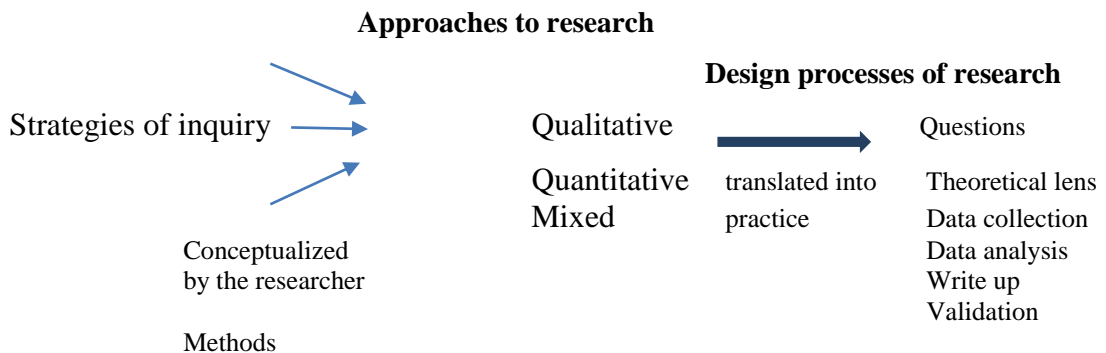 Approaches to research
Design processes of research
Strategies of inquiry
Qualitative
Questions
Quantitative
translated into
Theoretical lens
Mixed
practice
Data collection
Conceptualized
by the researcher
Data analysis
Write up
Validation
Methods